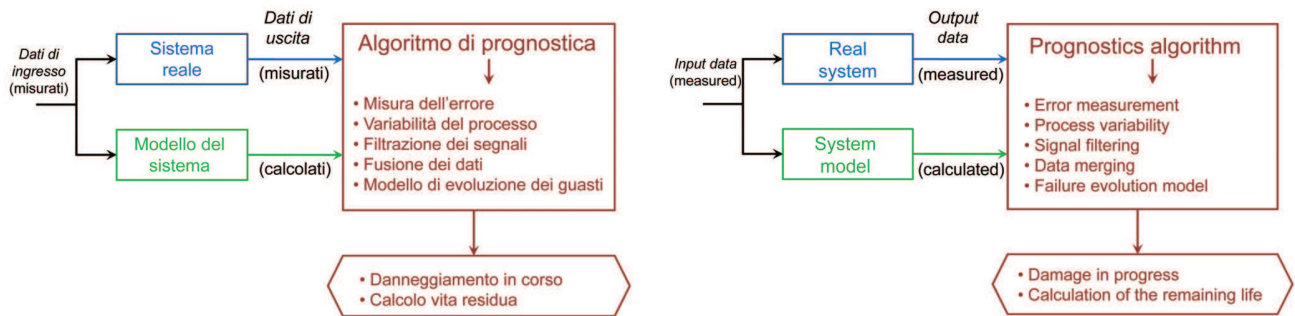 Dati di
ingresso
(misurati)
Sistema
reale
Dati di
uscita
(misurati)
Modello del
sistema
(calcolati)
Algoritmo di prognostica
• Misura dell'errore
• Variabilità del processo
• Filtrazione dei segnali
• Fusione dei dati
• Modello di evoluzione dei guasti
• Danneggiamento in corso
• Calcolo vita residua
Input data
(measured)
Real
system
Output
data
(measured)
System
model
(calculated)
Prognostics algorithm
• Error measurement
• Process variability
• Signal filtering
• Data merging
• Failure evolution model
• Damage in progress
• Calculation of the remaining life